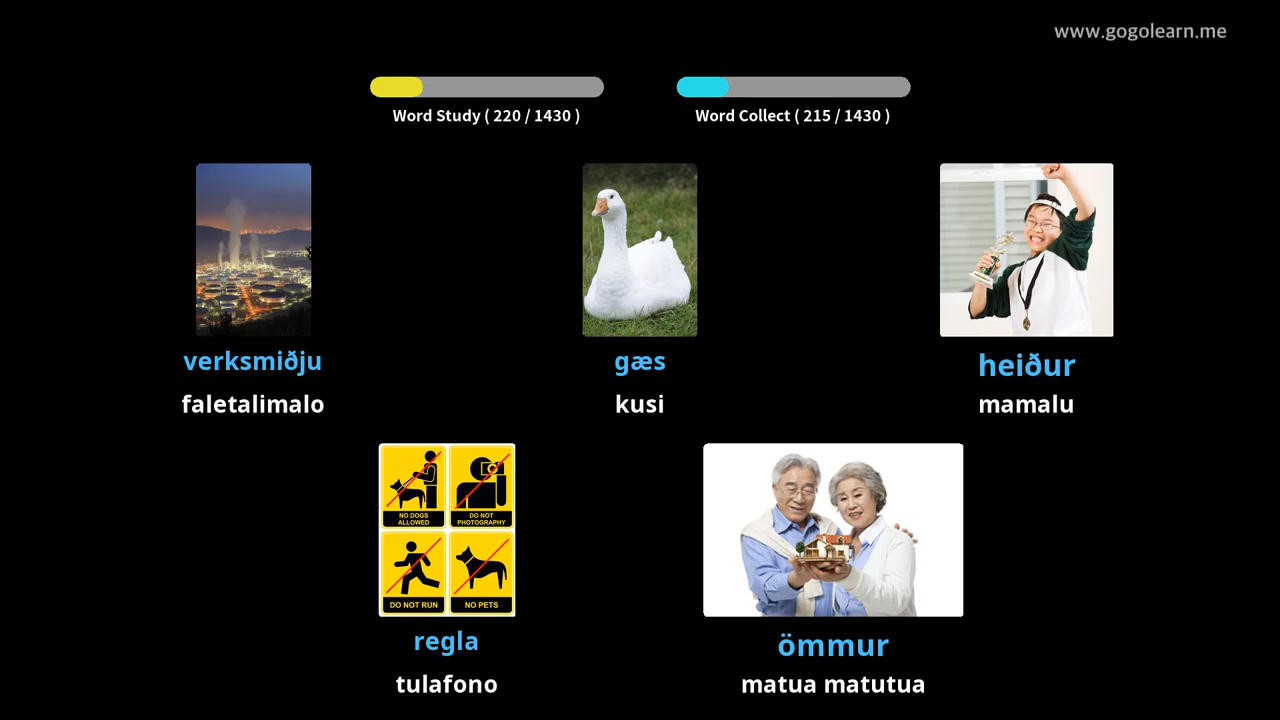 www.gogolearn.me
Word Study ( 220 / 1430 )
Word Collect ( 215 / 1430 )
verksmiðju
faletalimalo
gæs
kusi
heiður
mamalu
NO DOGS
ALLOWED
DO NOT
PHOTOGRAPHY
DO NOT RUN
NO PETS
regla
tulafono
ömmur
matua matutua